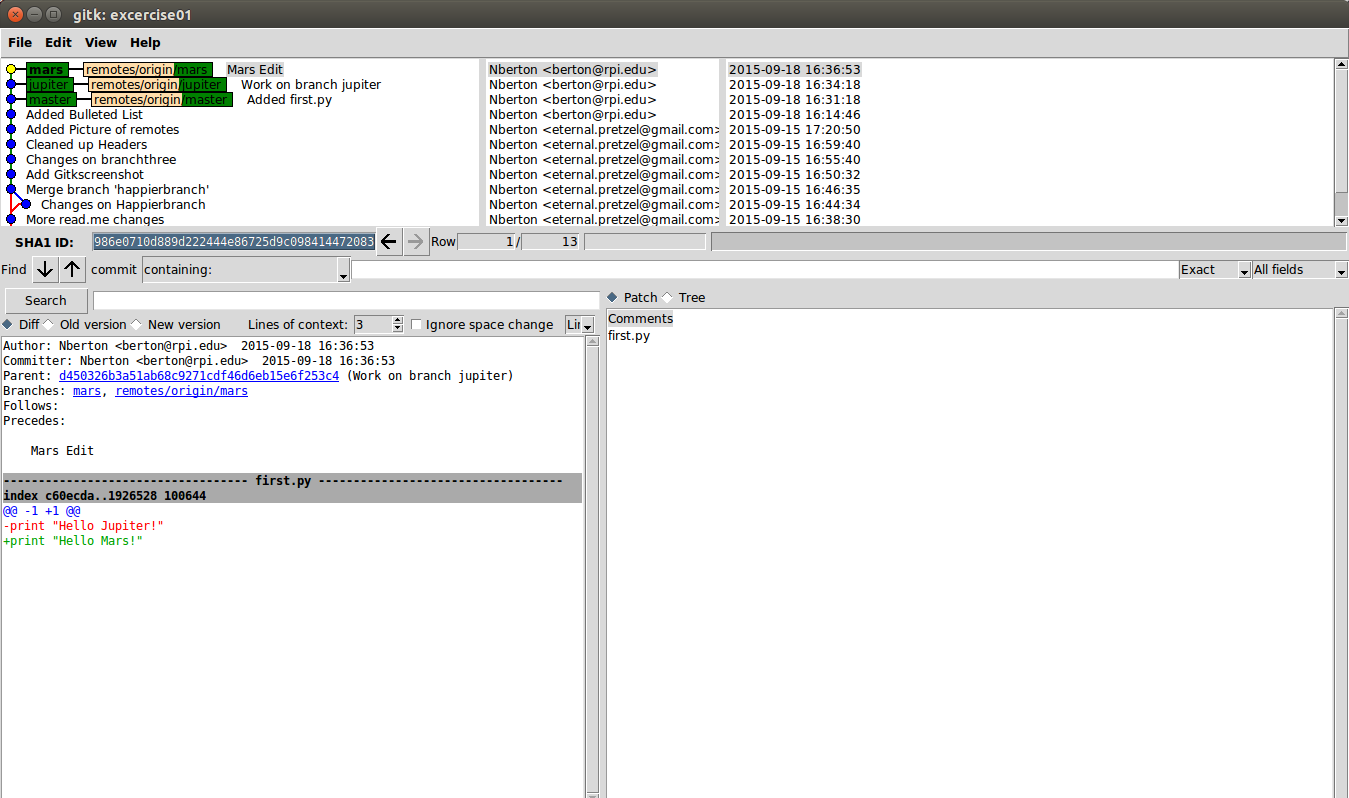 gitk: excercise01
File Edit View Help
mars remotes/origin/mars Mars Edit Nberton <berton@rpi.edu> 2015-09-18 16:36:53
jupiter remotes/origin/jupiter Work on branch jupiter Nberton <berton@rpi.edu> 2015-09-18 16:34:18
master remotes/origin/master Added first.py Nberton <berton@rpi.edu> 2015-09-18 16:31:18
Added Bulleted List Nberton <berton@rpi.edu> 2015-09-18 16:14:46
Added Picture of remotes Nberton <eternal.pretzel@gmail.com> 2015-09-15 17:20:50
Cleaned up Headers Nberton <eternal.pretzel@gmail.com> 2015-09-15 16:59:40
Changes on branchthree Nberton <eternal.pretzel@gmail.com> 2015-09-15 16:55:40
Add Gitkscreenshot Nberton <eternal.pretzel@gmail.com> 2015-09-15 16:50:32
Merge branch 'happierbranch' Nberton <eternal.pretzel@gmail.com> 2015-09-15 16:46:35
Changes on Happierbranch Nberton <eternal.pretzel@gmail.com> 2015-09-15 16:44:34
More read.me changes Nberton <eternal.pretzel@gmail.com> 2015-09-15 16:38:30
SHA1 ID: 986e0710d889d222444e86725d9c098414472083 Row 1 / 13
Find commit containing: Exact All fields
Search
Patch Tree
Diff Old version New version Lines of context: 3 Ignore space change Lin
Comments
first.py
Author: Nberton <berton@rpi.edu> 2015-09-18 16:36:53
Committer: Nberton <berton@rpi.edu> 2015-09-18 16:36:53
Parent: d450326b3a51ab68c9271cdf46d6eb15e6f253c4 (Work on branch jupiter)
Branches: mars, remotes/origin/mars
Follows:
Precedes:
Mars Edit
----------------------------------- first.py -----------------------------------
index c60ecda..1926528 100644
@@ -1 +1 @@
-print "Hello Jupiter!"
+print "Hello Mars!"